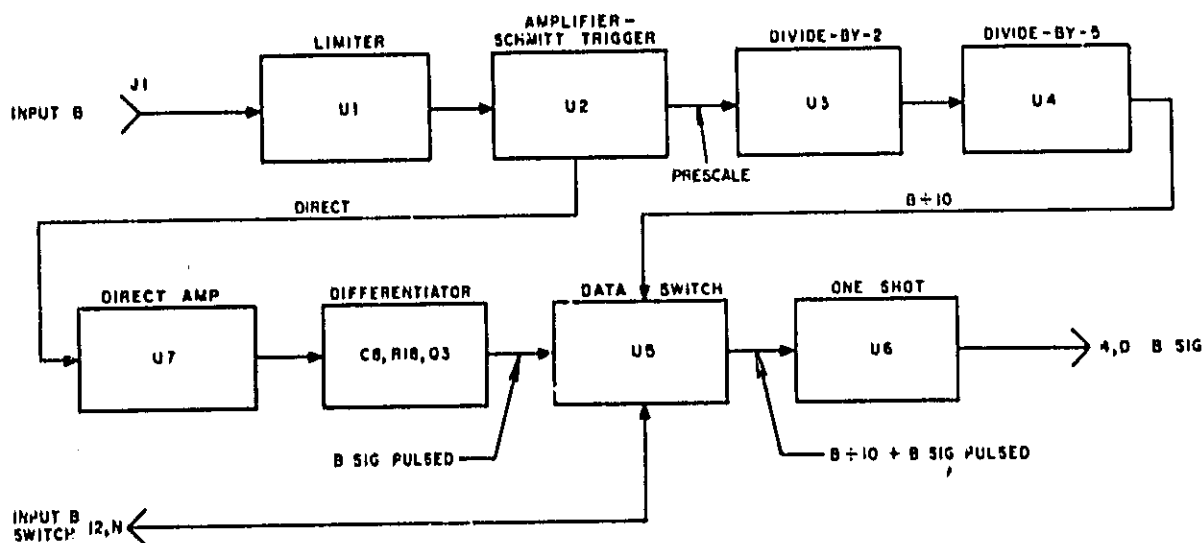 LIMITER
AMPLIFIER-
SCHMITT TRIGGER
DIVIDE-BY-2
DIVIDE-BY-5
J1
INPUT B
U1
U2
U3
U4
PRESCALE
DIRECT
B÷10
DIRECT AMP
DIFFERENTIATOR
DATA SWITCH
ONE SHOT
U7
C8, R18, Q3
U5
U6
4,D B SIG
B SIG PULSED
B÷10 + B SIG PULSED
INPUT B
SWITCH 12,N